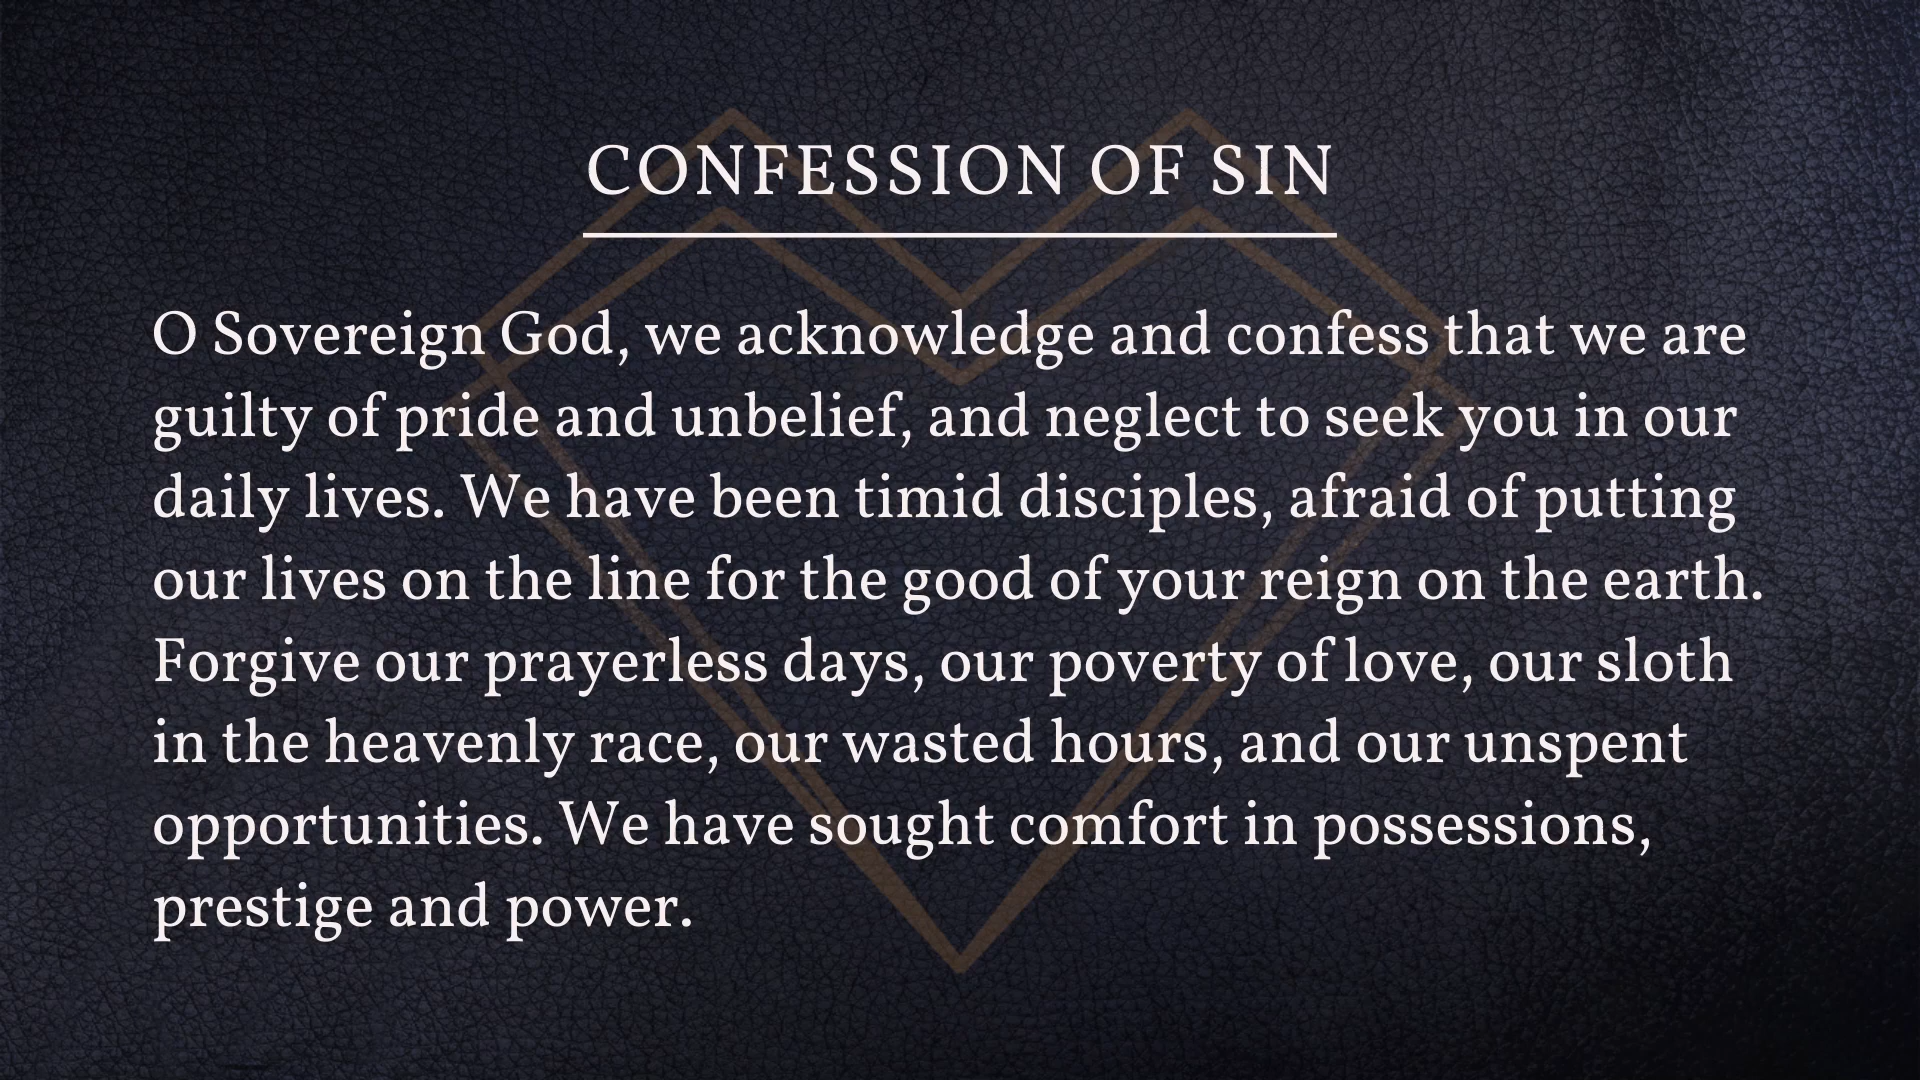 CONFESSION OF SIN
O Sovereign God, we acknowledge and confess that we are
guilty of pride and unbelief, and neglect to seek you in our
daily lives. We have been timid disciples, afraid of putting
our lives on the line for the good of your reign on the earth.
Forgive our prayerless days, our poverty of love, our sloth
in the heavenly race, our wasted hours, and our unspent
opportunities. We have sought comfort in possessions,
prestige and power.